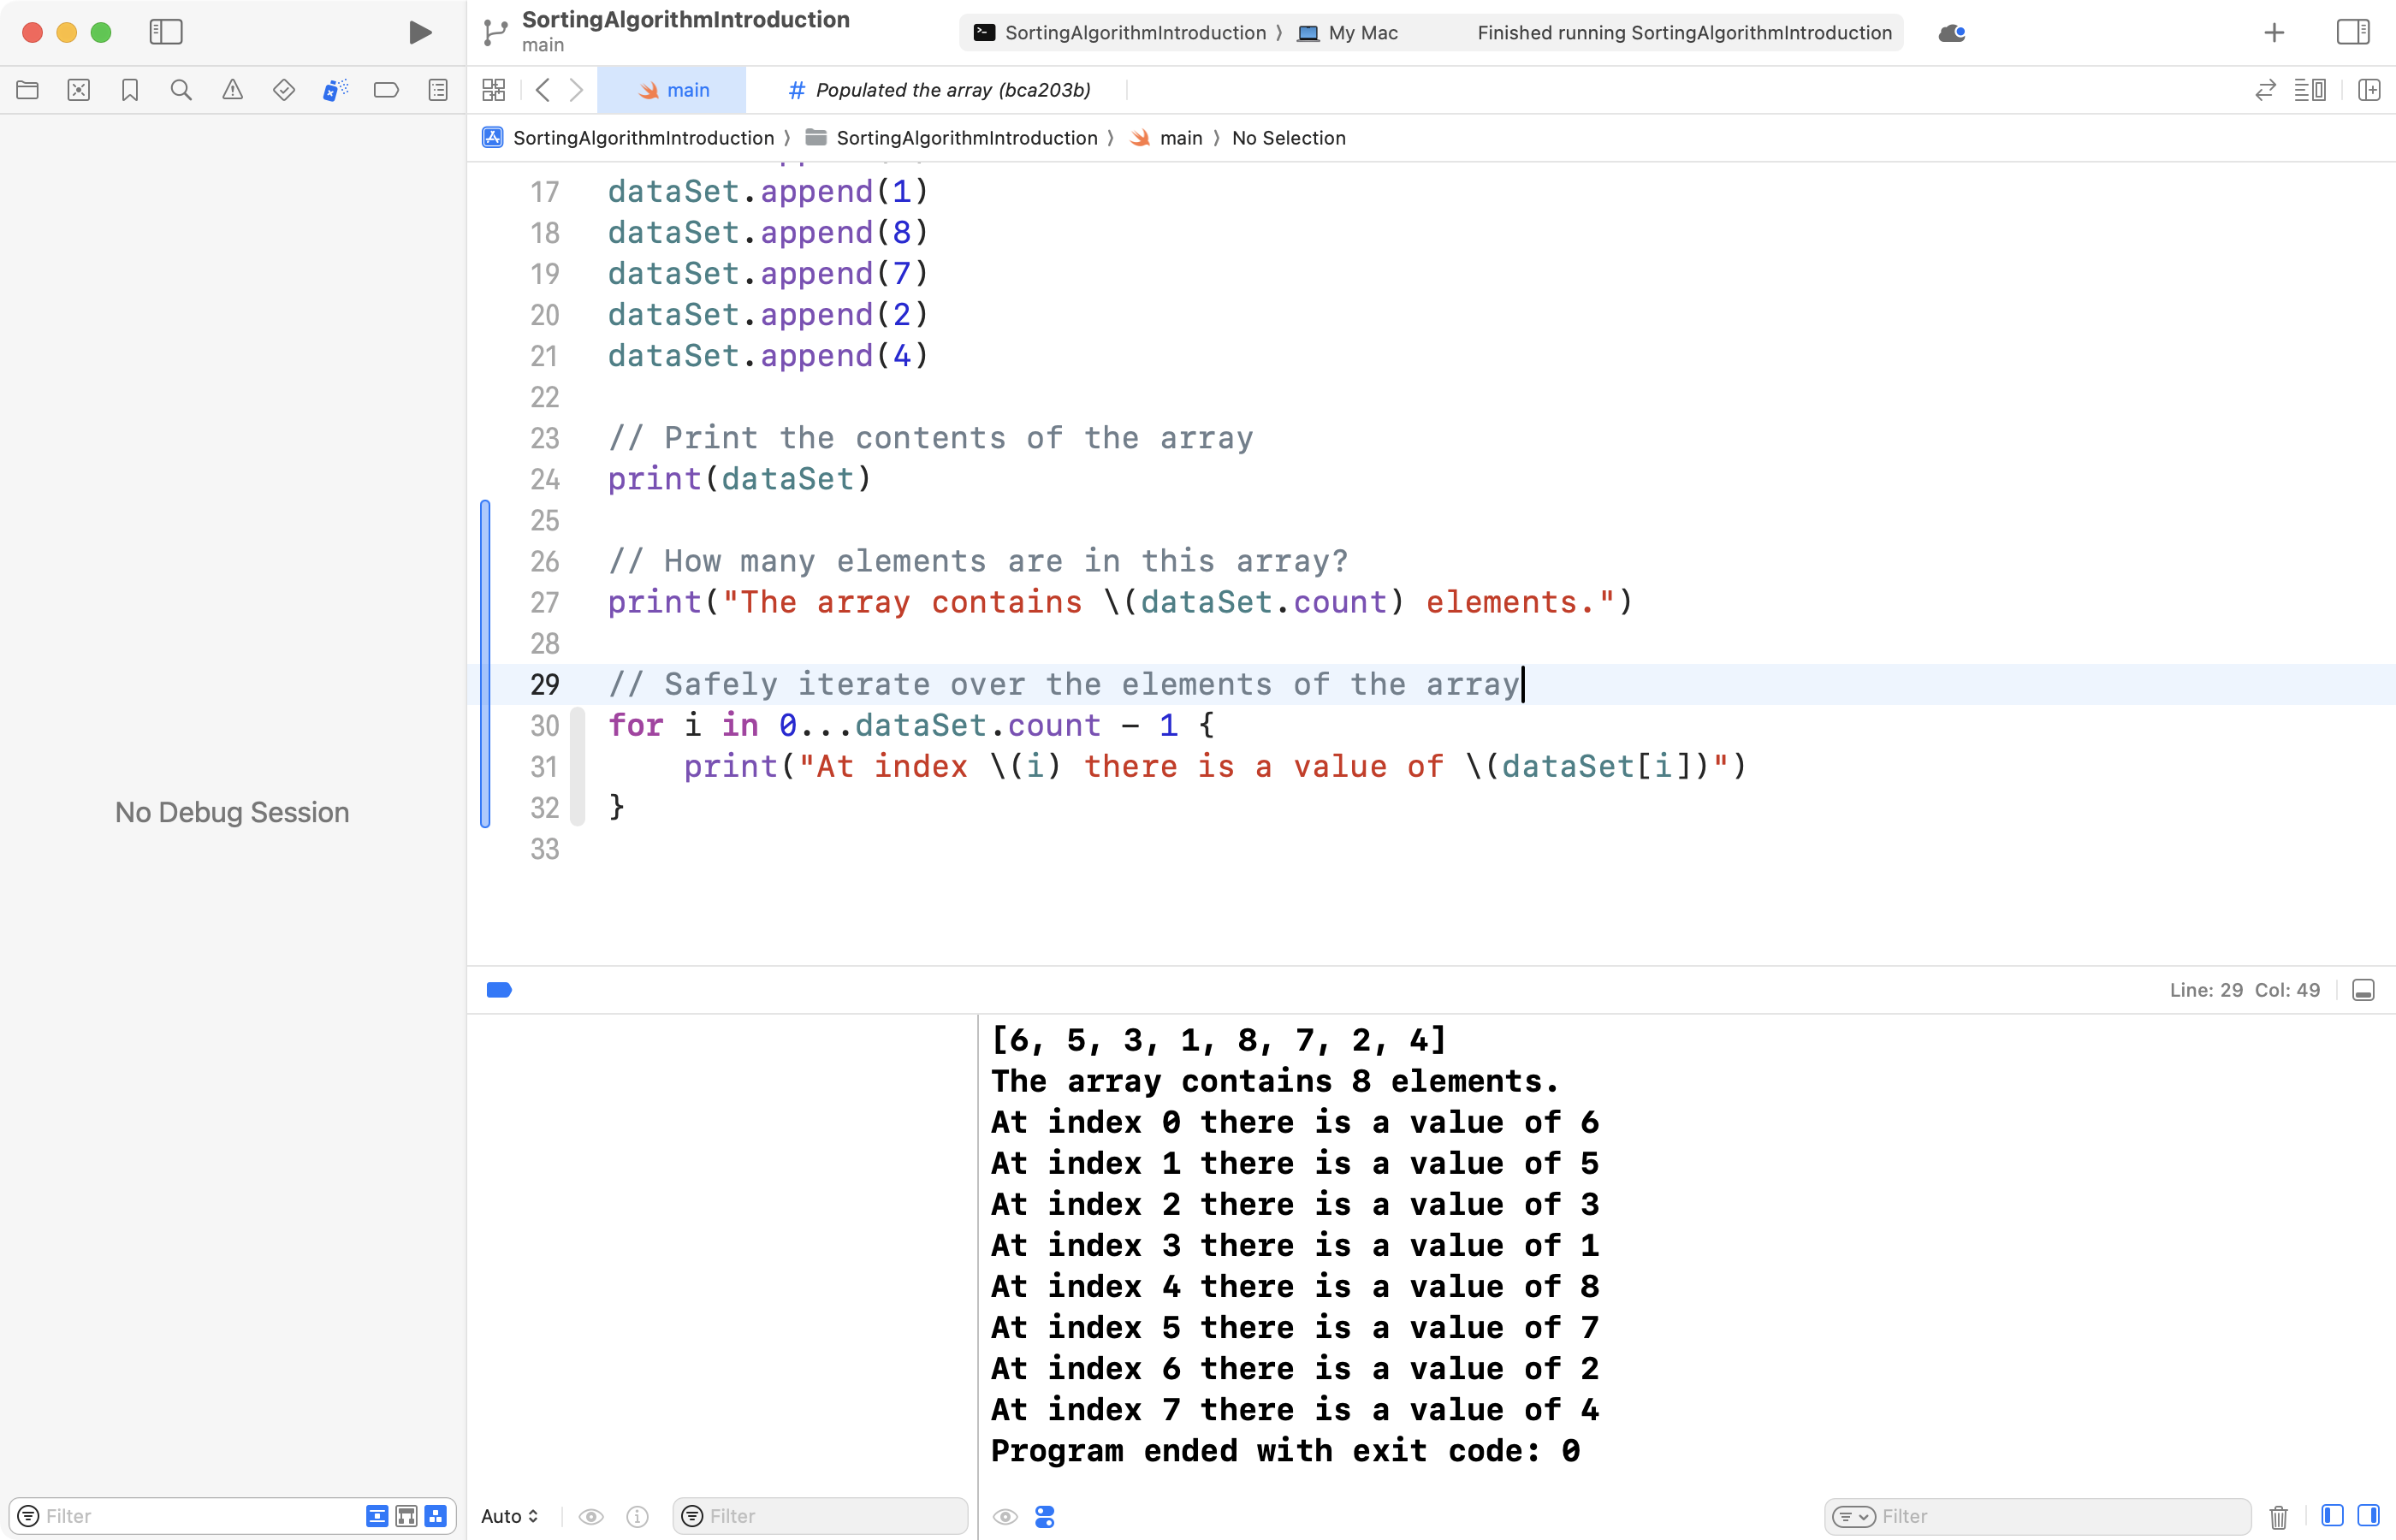 SortingAlgorithmIntroduction
main
SortingAlgorithmIntroduction 〉 My Mac
Finished running SortingAlgorithmIntroduction
main
# Populated the array (bca203b)
SortingAlgorithmIntroduction 〉 SortingAlgorithmIntroduction 〉 main 〉 No Selection
17 dataSet.append(1)
18 dataSet.append(8)
19 dataSet.append(7)
20 dataSet.append(2)
21 dataSet.append(4)
22
23 // Print the contents of the array
24 print(dataSet)
25
26 // How many elements are in this array?
27 print("The array contains \(dataSet.count) elements.")
28
29 // Safely iterate over the elements of the array
30 for i in 0...dataSet.count - 1 {
31 print("At index \(i) there is a value of \(dataSet[i])")
32 }
33
No Debug Session
Line: 29 Col: 49
[6, 5, 3, 1, 8, 7, 2, 4]
The array contains 8 elements.
At index 0 there is a value of 6
At index 1 there is a value of 5
At index 2 there is a value of 3
At index 3 there is a value of 1
At index 4 there is a value of 8
At index 5 there is a value of 7
At index 6 there is a value of 2
At index 7 there is a value of 4
Program ended with exit code: 0
Filter
Auto
Filter
Filter